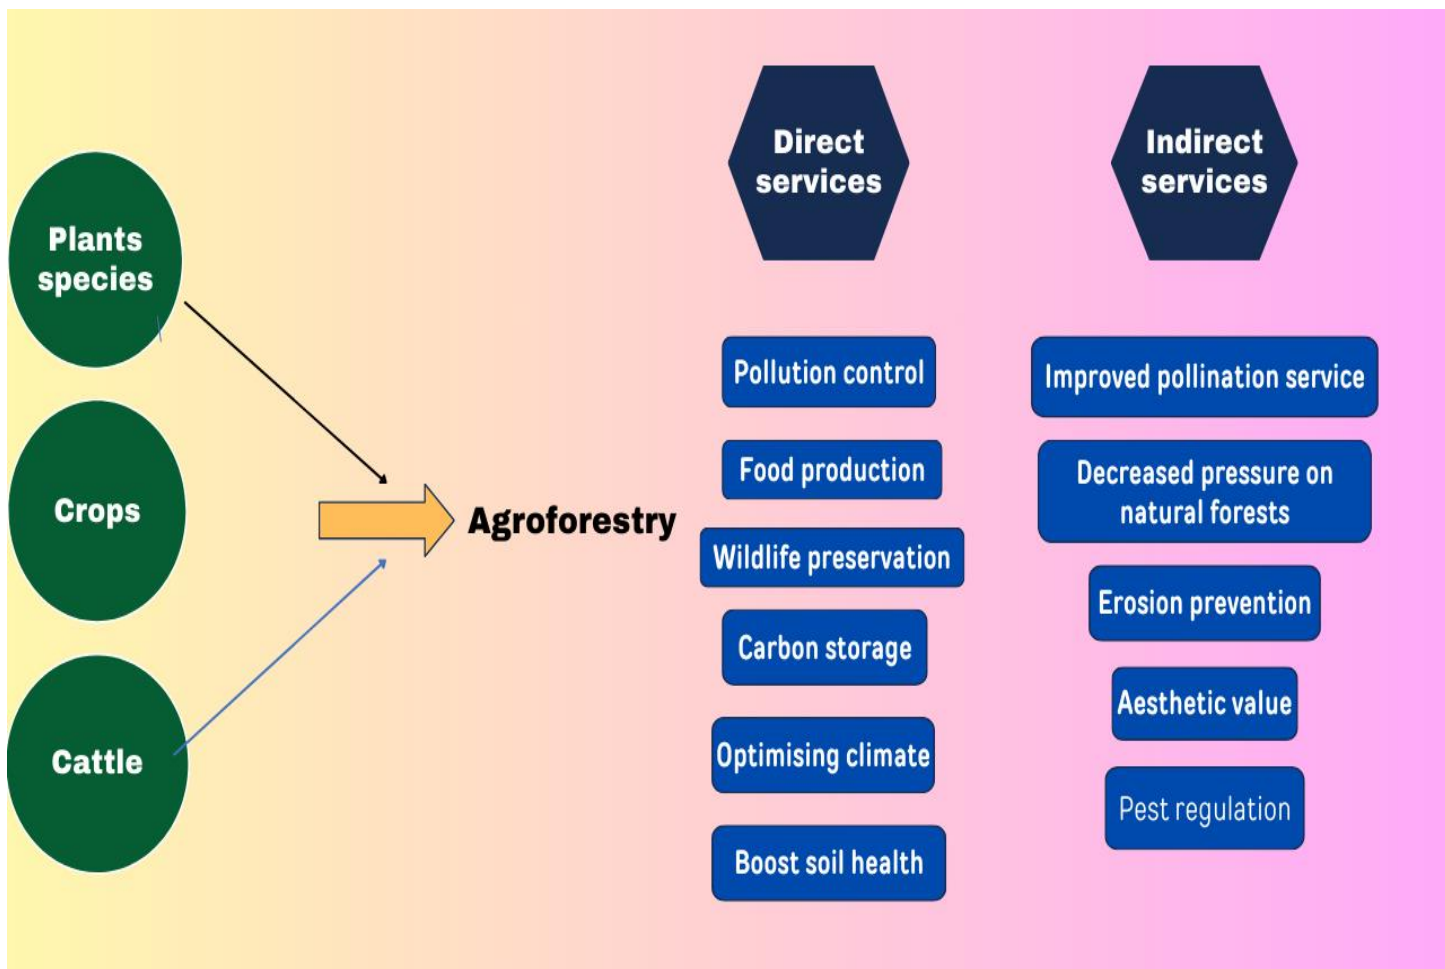 Plants
species
Crops
Cattle
Agroforestry
Direct
services
Pollution control
Food production
Wildlife preservation
Carbon storage
Optimising climate
Boost soil health
Indirect
services
Improved pollination service
Decreased pressure on
natural forests
Erosion prevention
Aesthetic value
Pest regulation